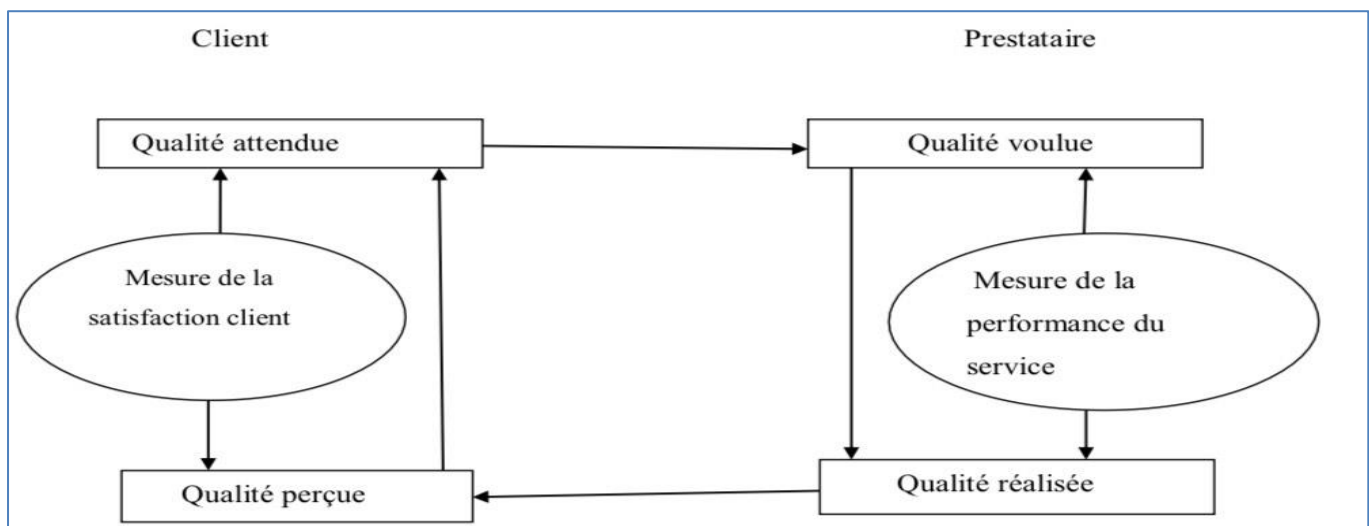 Client
Prestataire
Qualité attendue
Qualité voulue
Mesure de la
satisfaction client
Mesure de la
performance du
service
Qualité perçue
Qualité réalisée